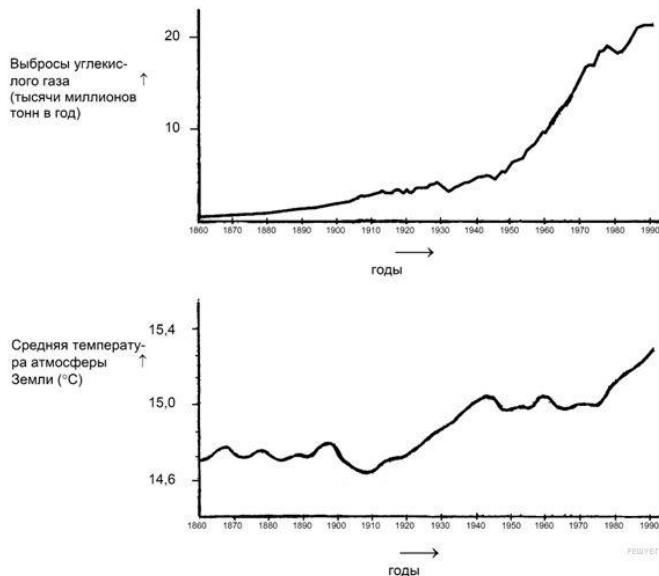 Выбросы углекис-
лого газа
(тысячи миллионов
тонн в год)
↑
20
10
1860 1870 1880 1890 1900 1910 1920 1930 1940 1950 1960 1970 1980 1990
годы
Средняя температу-
ра атмосферы
Земли (°C)
↑
15,4
15,0
14,6
1860 1870 1880 1890 1900 1910 1920 1930 1940 1950 1960 1970 1980 1990
годы